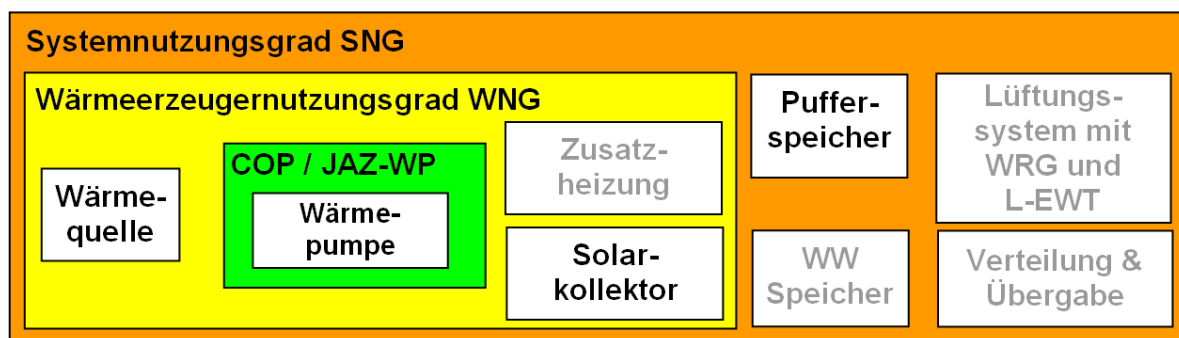 Systemnutzungsgrad SNG
Wärmeerzeugernutzungsgrad WNG
Wärme-
quelle
COP / JAZ-WP
Wärme-
pumpe
Zusatz-
heizung
Solar-
kollektor
Puffer-
speicher
WW
Speicher
Lüftungs-
system mit
WRG und
L-EWT
Verteilung &
Übergabe